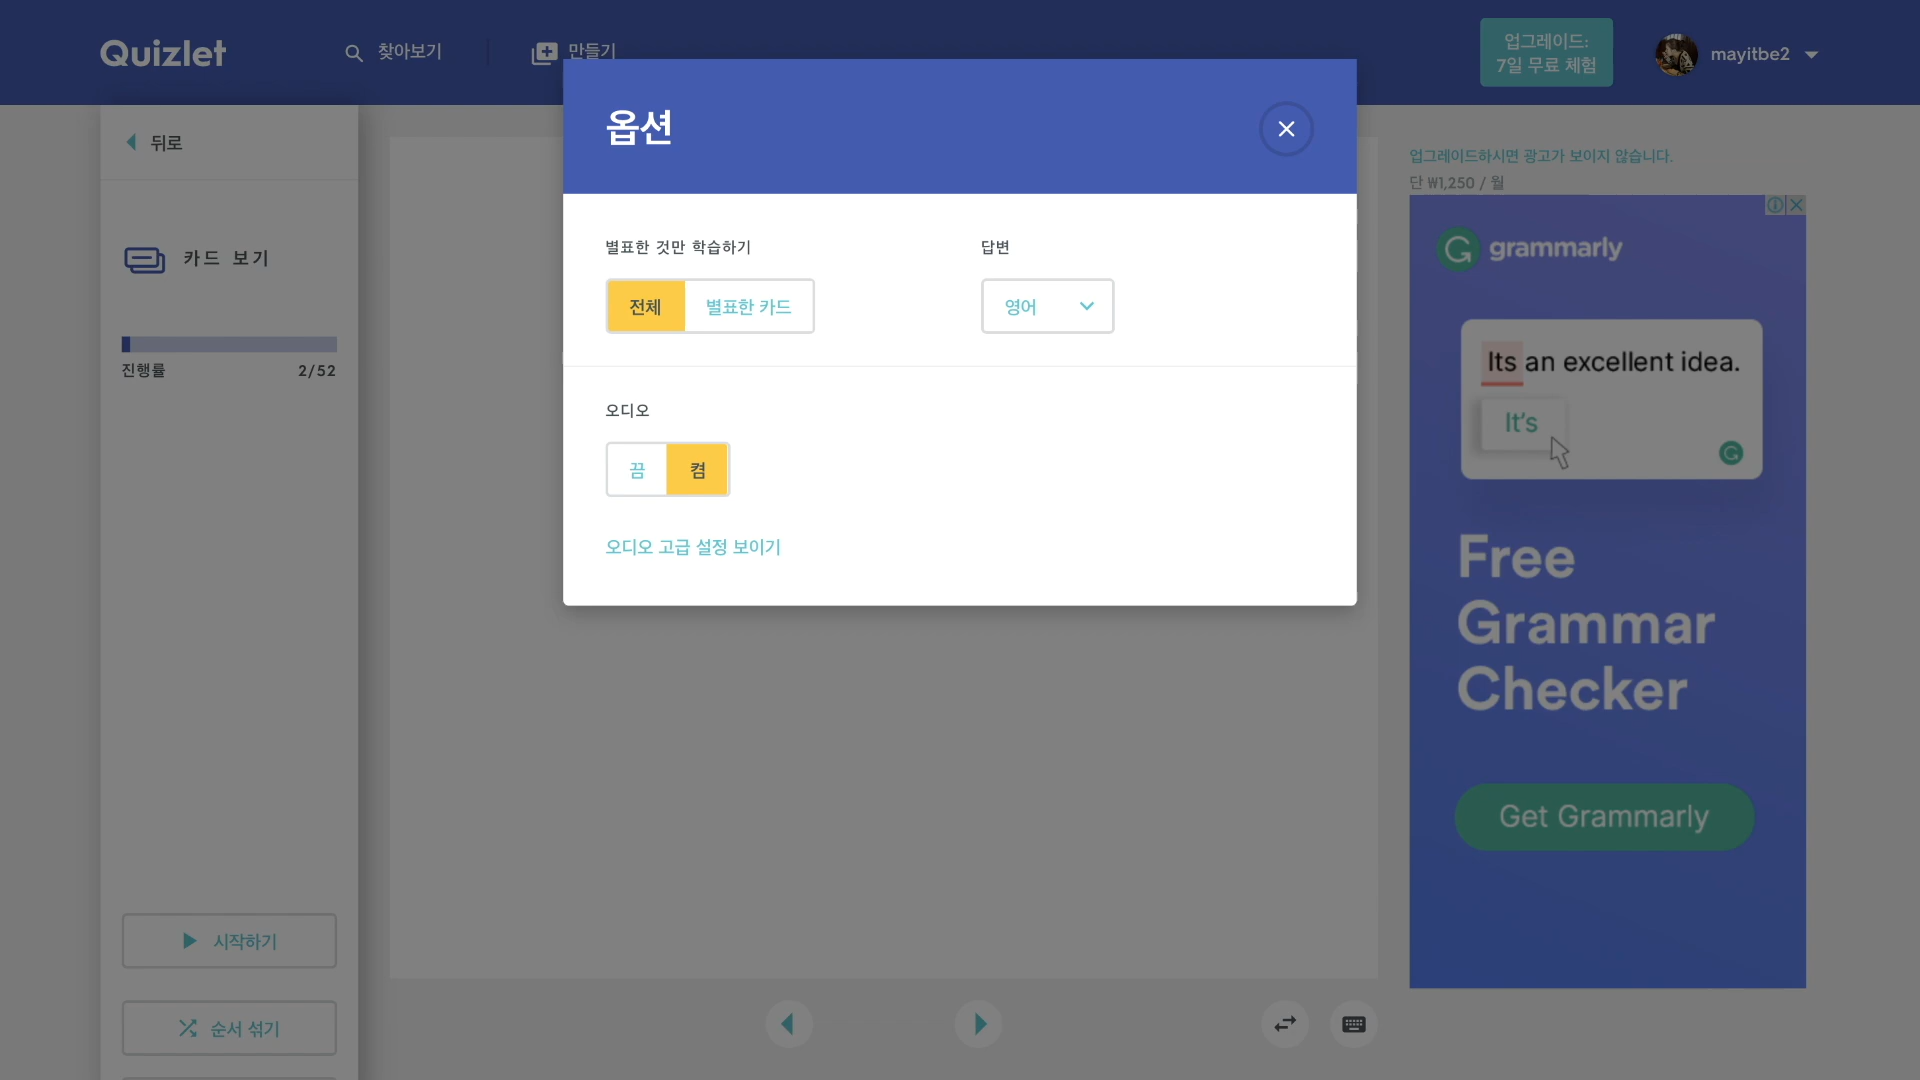 Quizlet
찾아보기
만들기
업그레이드:
7일 무료 체험
mayitbe2
옵션
뒤로
카드 보기
진행률 2/52
시작하기
순서 섞기
별표한 것만 학습하기
전체 별표한 카드
답변
영어
오디오
끔 켬
오디오 고급 설정 보이기
업그레이드하시면 광고가 보이지 않습니다.
단 ₩1,250 / 월
grammarly
Its an excellent idea.
It's
Free
Grammar
Checker
Get Grammarly